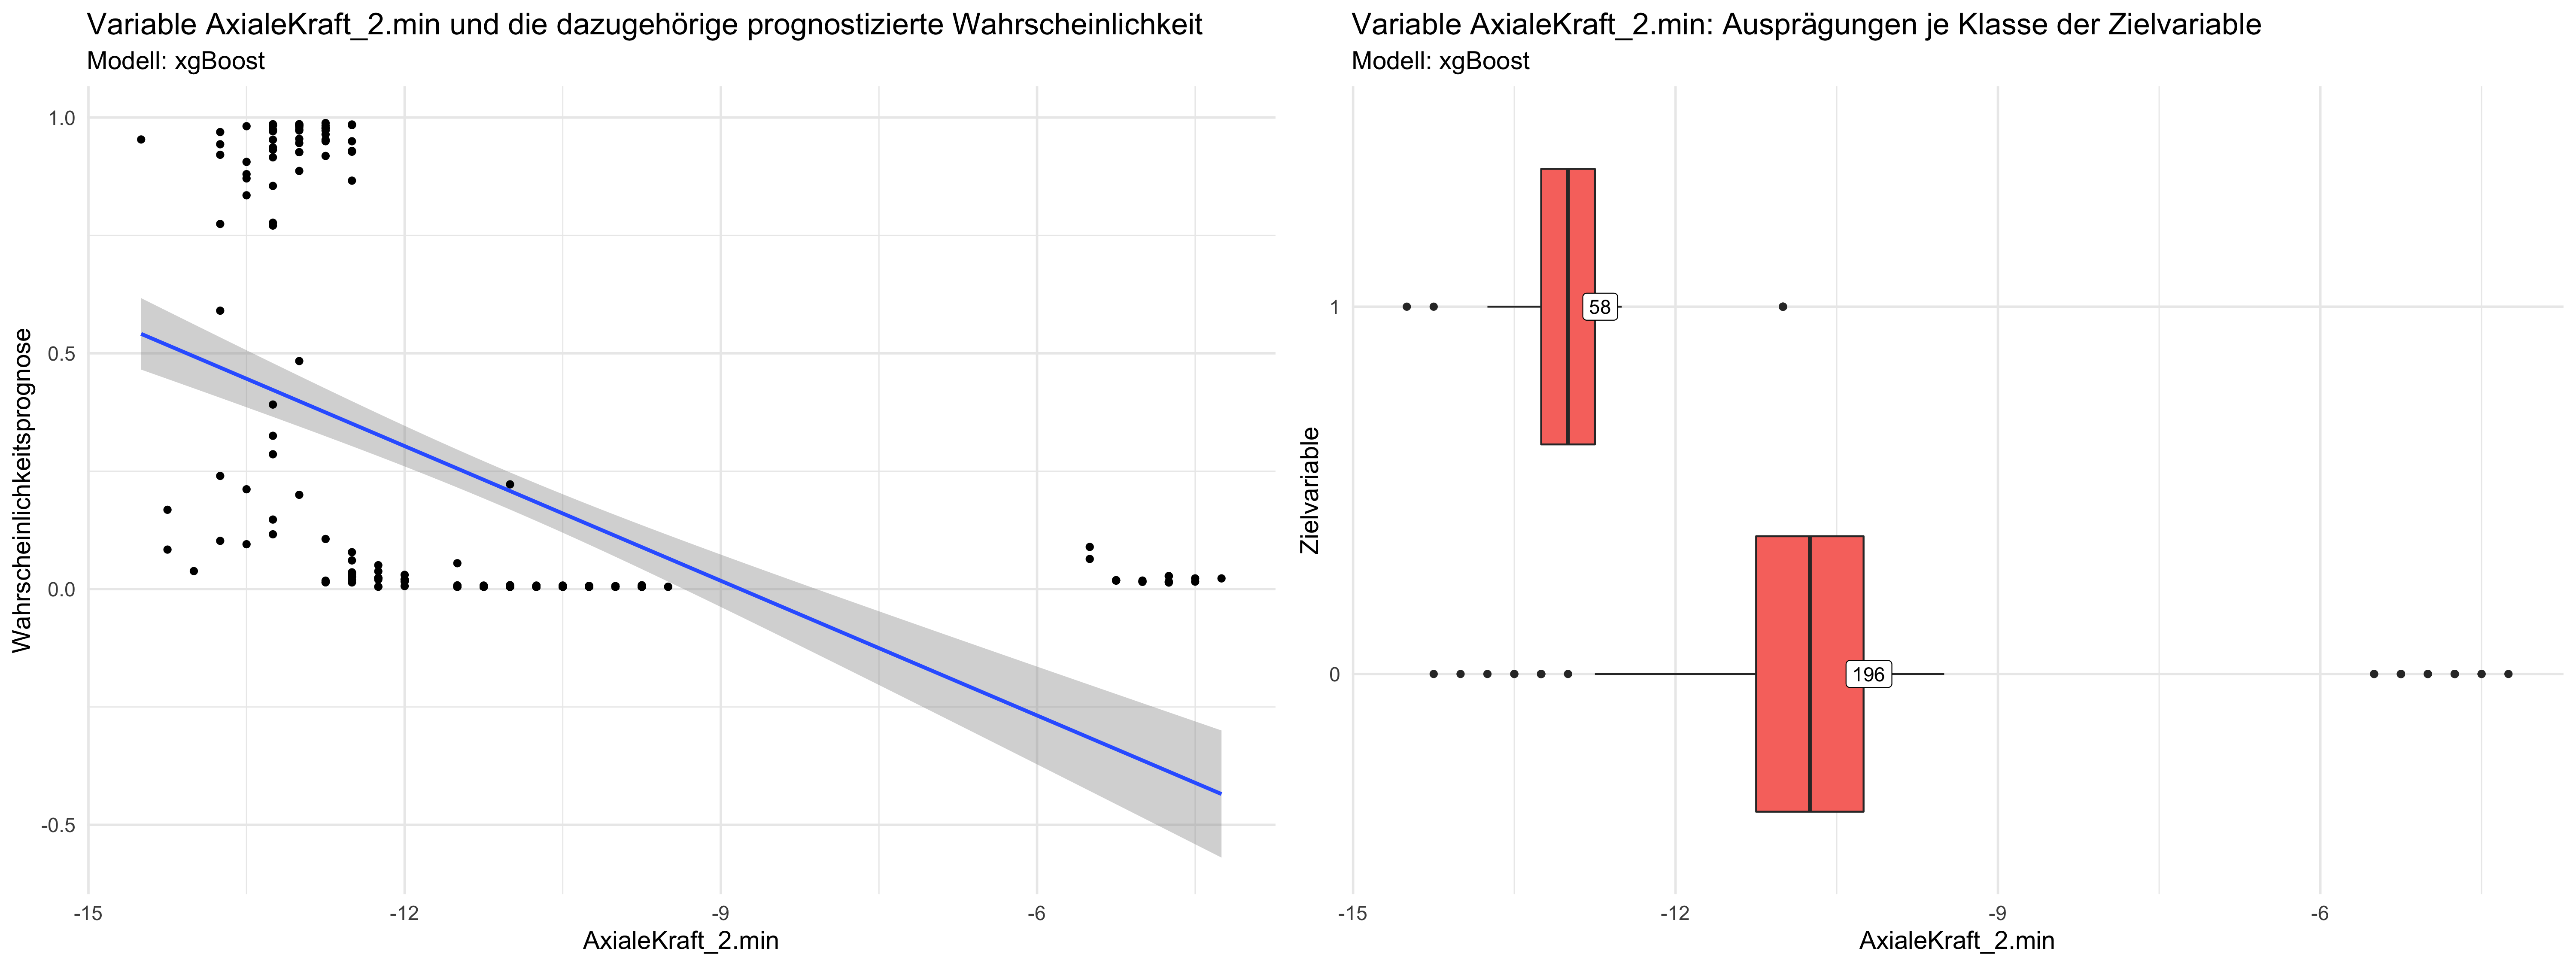 Variable AxialeKraft_2.min und die dazugehörige prognostizierte Wahrscheinlichkeit
Modell: xgBoost
Wahrscheinlichkeitsprognose
1.0
0.5
0.0
-0.5
-15
-12
-9
-6
AxialeKraft_2.min
Variable AxialeKraft_2.min: Ausprägungen je Klasse der Zielvariable
Modell: xgBoost
Zielvariable
1
0
58
196
-15
-12
-9
-6
AxialeKraft_2.min